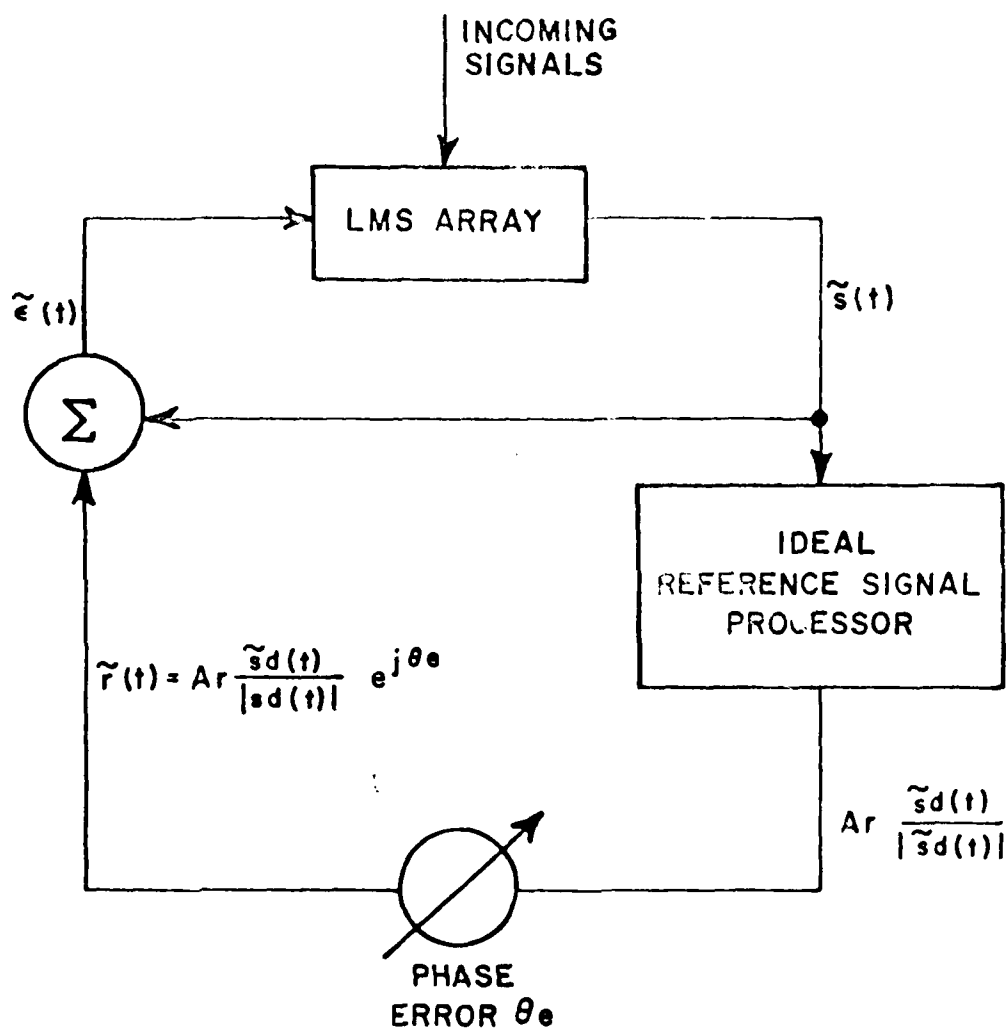 INCOMING
SIGNALS
LMS ARRAY
ϵ̃(t)
s̃(t)
Σ
IDEAL
REFERENCE SIGNAL
PROCESSOR
r̃(t) = Ar s̃d(t) / |sd(t)| e^jθe
Ar s̃d(t) / |s̃d(t)|
PHASE
ERROR θe